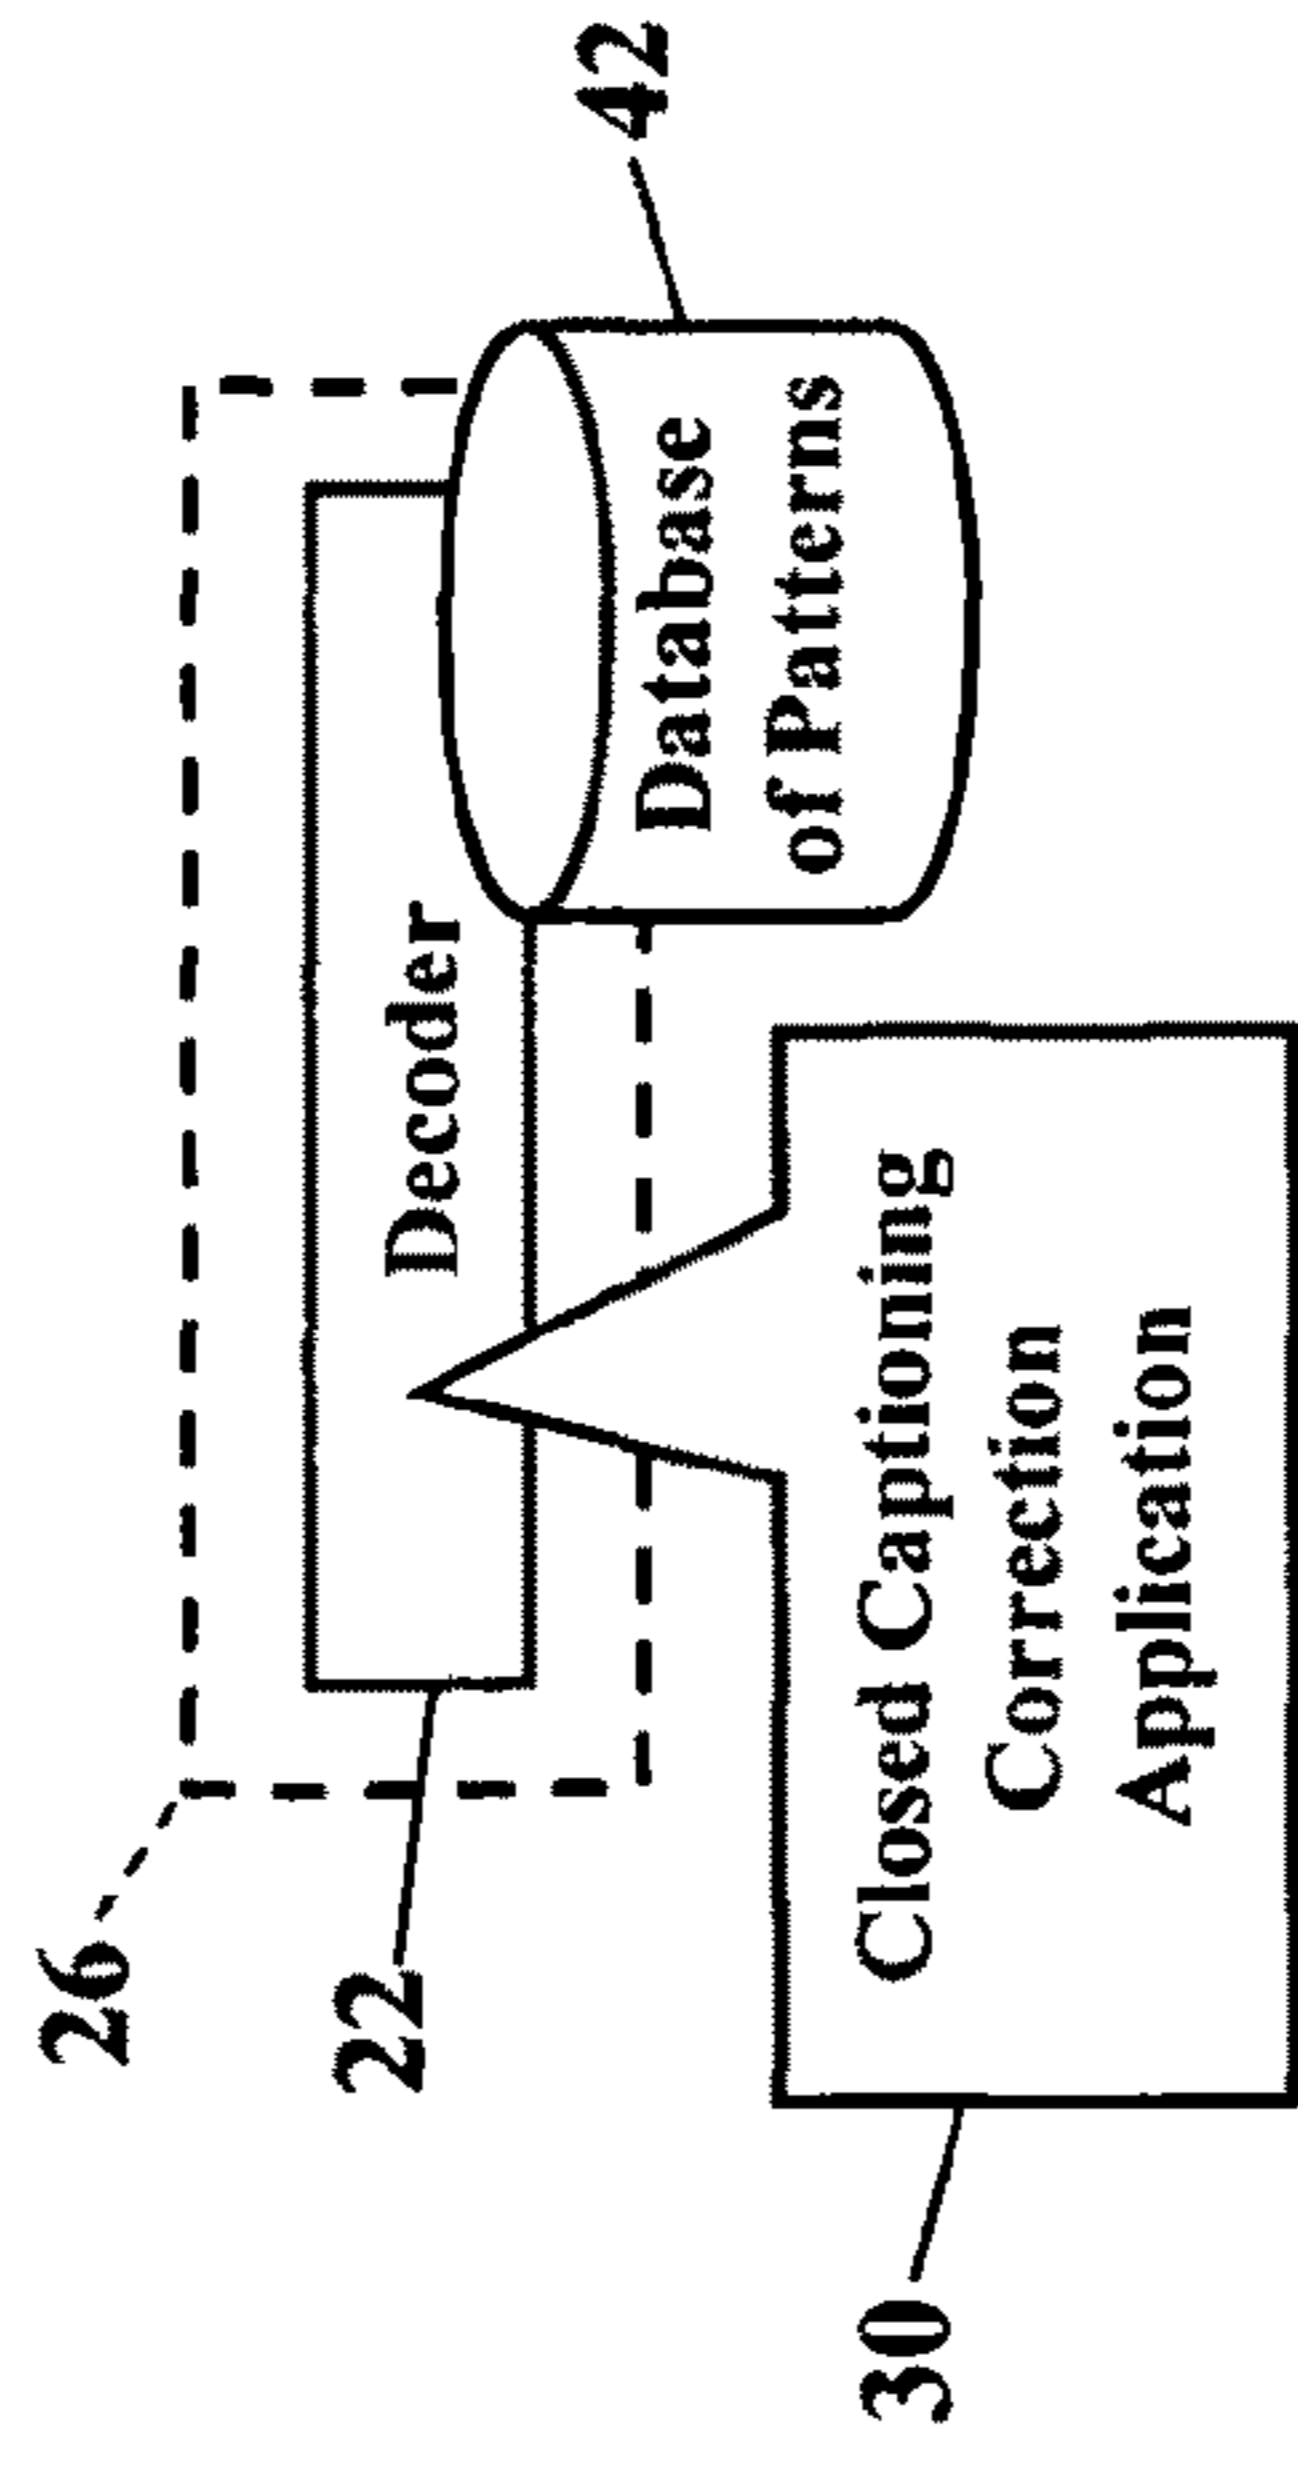 26
22
Decoder
42
Database
of Patterns
30
Closed Captioning
Correction
Application